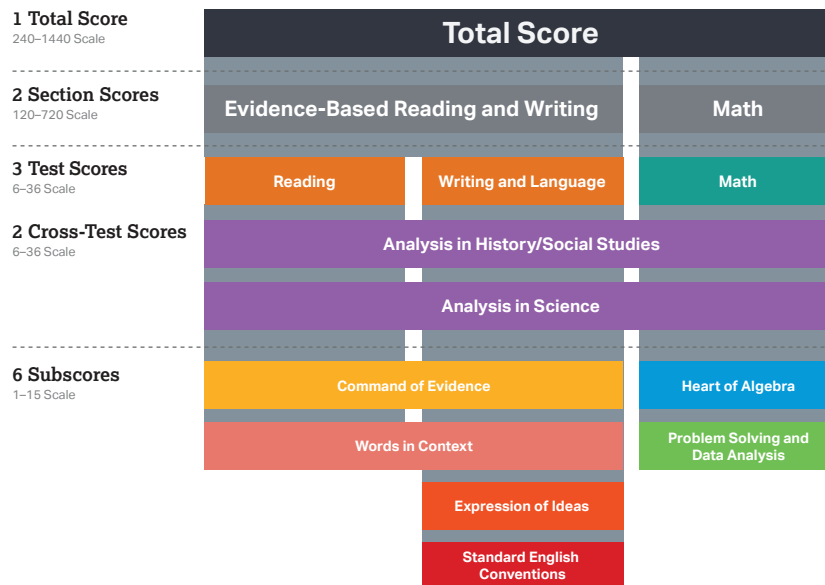 1 Total Score
240–1440 Scale
Total Score
2 Section Scores
120–720 Scale
Evidence-Based Reading and Writing
Math
3 Test Scores
6–36 Scale
Reading
Writing and Language
Math
2 Cross-Test Scores
6–36 Scale
Analysis in History/Social Studies
Analysis in Science
6 Subscores
1–15 Scale
Command of Evidence
Heart of Algebra
Words in Context
Problem Solving and
Data Analysis
Expression of Ideas
Standard English
Conventions